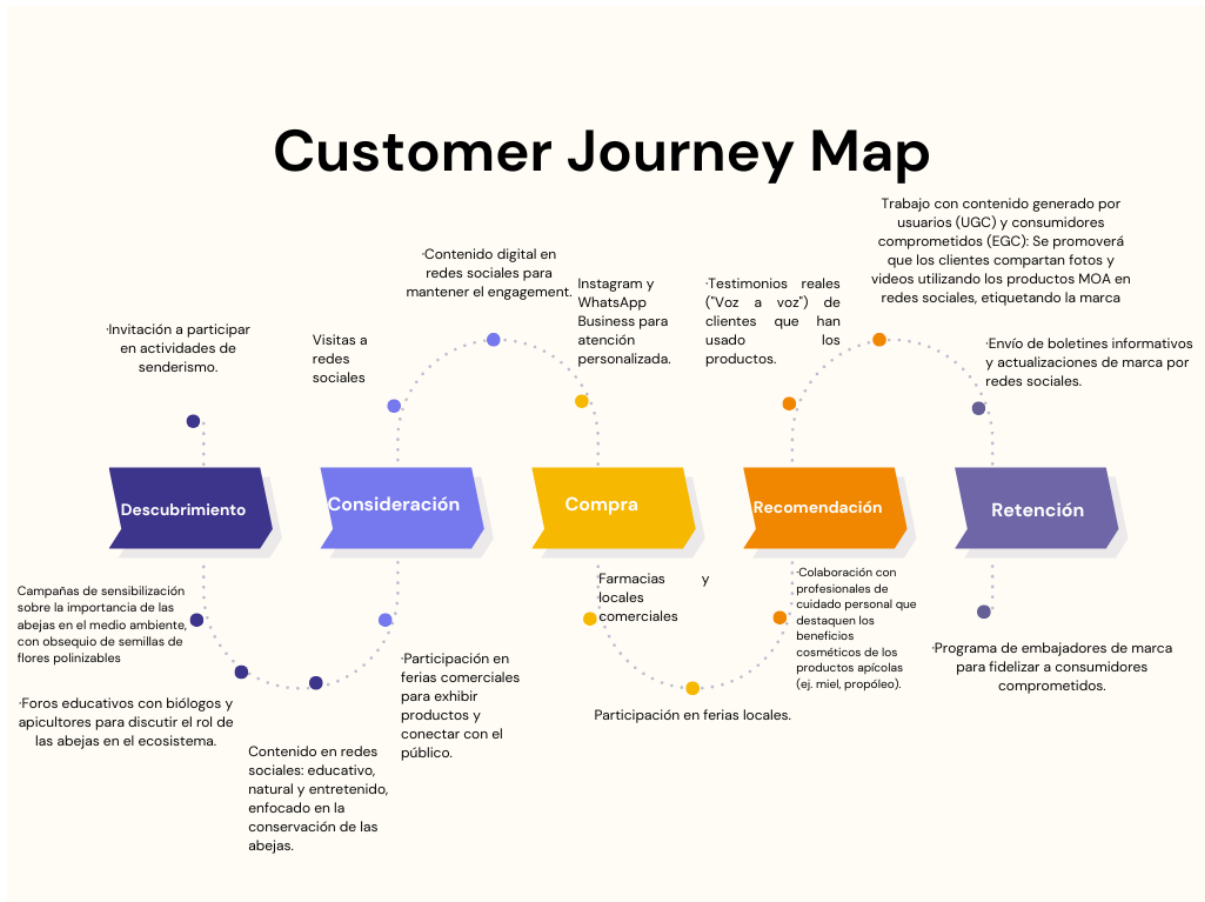 Customer Journey Map
·Invitación a participar
en actividades de
senderismo.
Visitas a
redes
sociales
·Contenido digital en
redes sociales para
mantener el engagement.
Instagram y
WhatsApp
Business para
atención
personalizada.
·Testimonios reales
("Voz a voz") de
clientes que han
usado los
productos.
Trabajo con contenido generado por
usuarios (UGC) y consumidores
comprometidos (EGC): Se promoverá
que los clientes compartan fotos y
videos utilizando los productos MOA en
redes sociales, etiquetando la marca
·Envío de boletines informativos
y actualizaciones de marca por
redes sociales.
Descubrimiento
Consideración
Compra
Recomendación
Retención
Campañas de sensibilización
sobre la importancia de las
abejas en el medio ambiente,
con obsequio de semillas de
flores polinizables
·Foros educativos con biólogos y
apicultores para discutir el rol de
las abejas en el ecosistema.
Contenido en redes
sociales: educativo,
natural y entretenido,
enfocado en la
conservación de las
abejas.
·Participación en
ferias comerciales
para exhibir
productos y
conectar con el
público.
Farmacias y
locales
comerciales
Participación en ferias locales.
·Colaboración con
profesionales de
cuidado personal que
destaquen los
beneficios
cosméticos de los
productos apícolas
(ej. miel, propóleo).
·Programa de embajadores de marca
para fidelizar a consumidores
comprometidos.